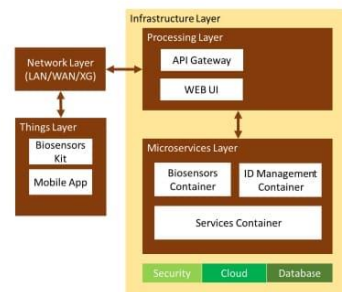 Infrastructure Layer
Processing Layer
API Gateway
WEB UI
Network Layer
(LAN/WAN/XG)
Things Layer
Biosensors
Kit
Mobile App
Microservices Layer
Biosensors
Container
ID Management
Container
Services Container
Security
Cloud
Database